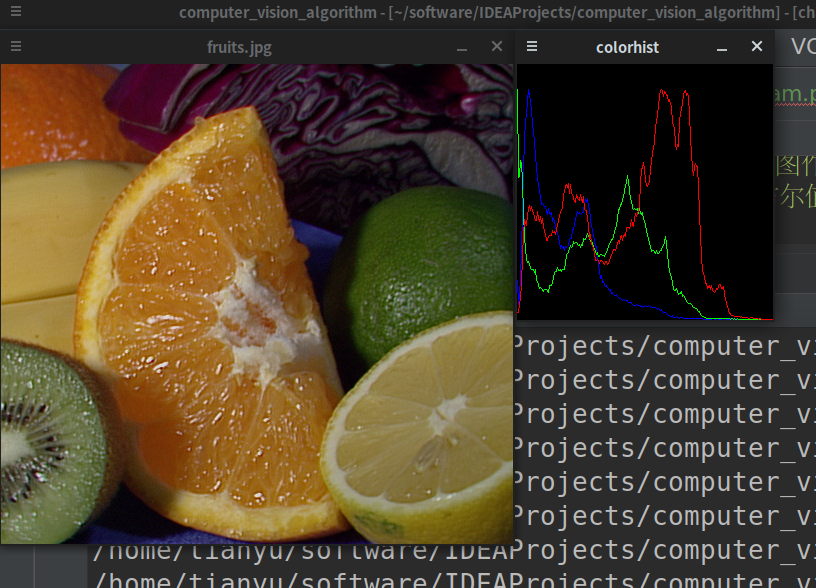 computer_vision_algorithm - [~/software/IDEAProjects/computer_vision_algorithm] - [ch
fruits.jpg
colorhist
VC
am.p
图作
尔值
Projects/computer_vi
Projects/computer_vi
Projects/computer_vi
Projects/computer_vi
Projects/computer_vi
Projects/computer_vi
/home/tianyu/software/IDEAProjects/computer_vi
/home/tianyu/software/IDEAProjects/computer_vi